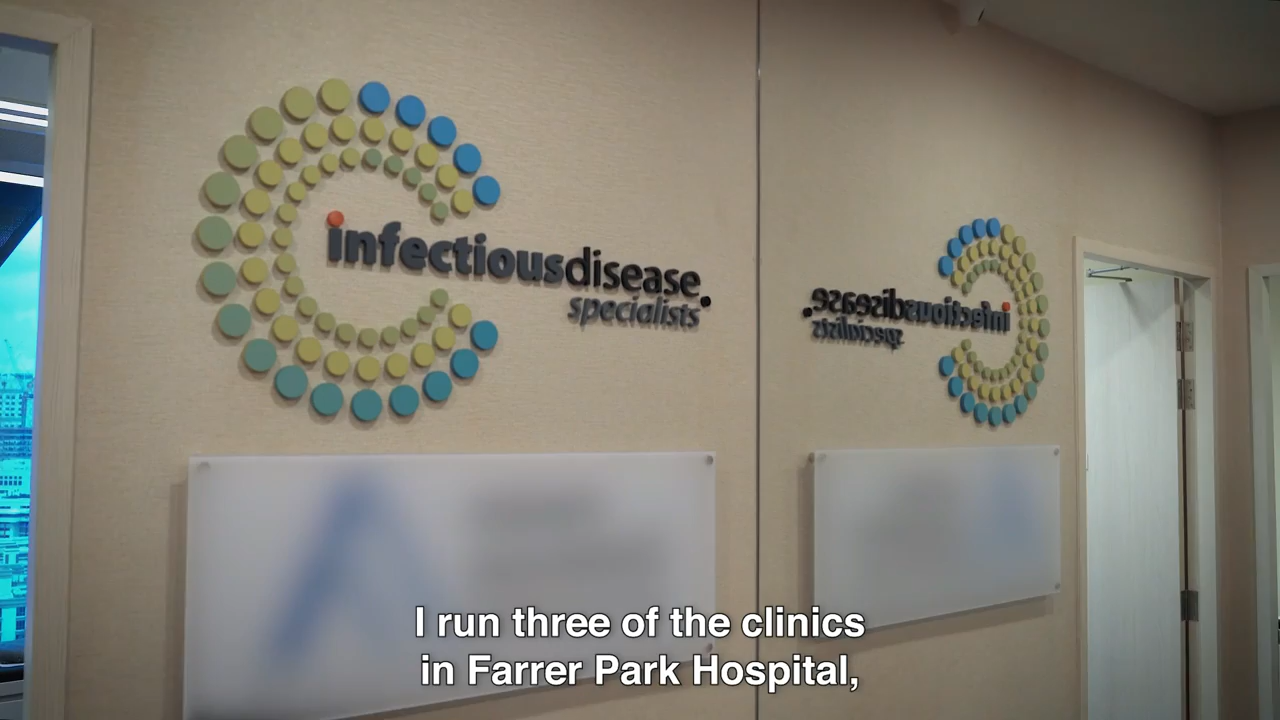 infectiousdisease.
specialists
infectiousdisease.
specialists
I run three of the clinics
in Farrer Park Hospital,